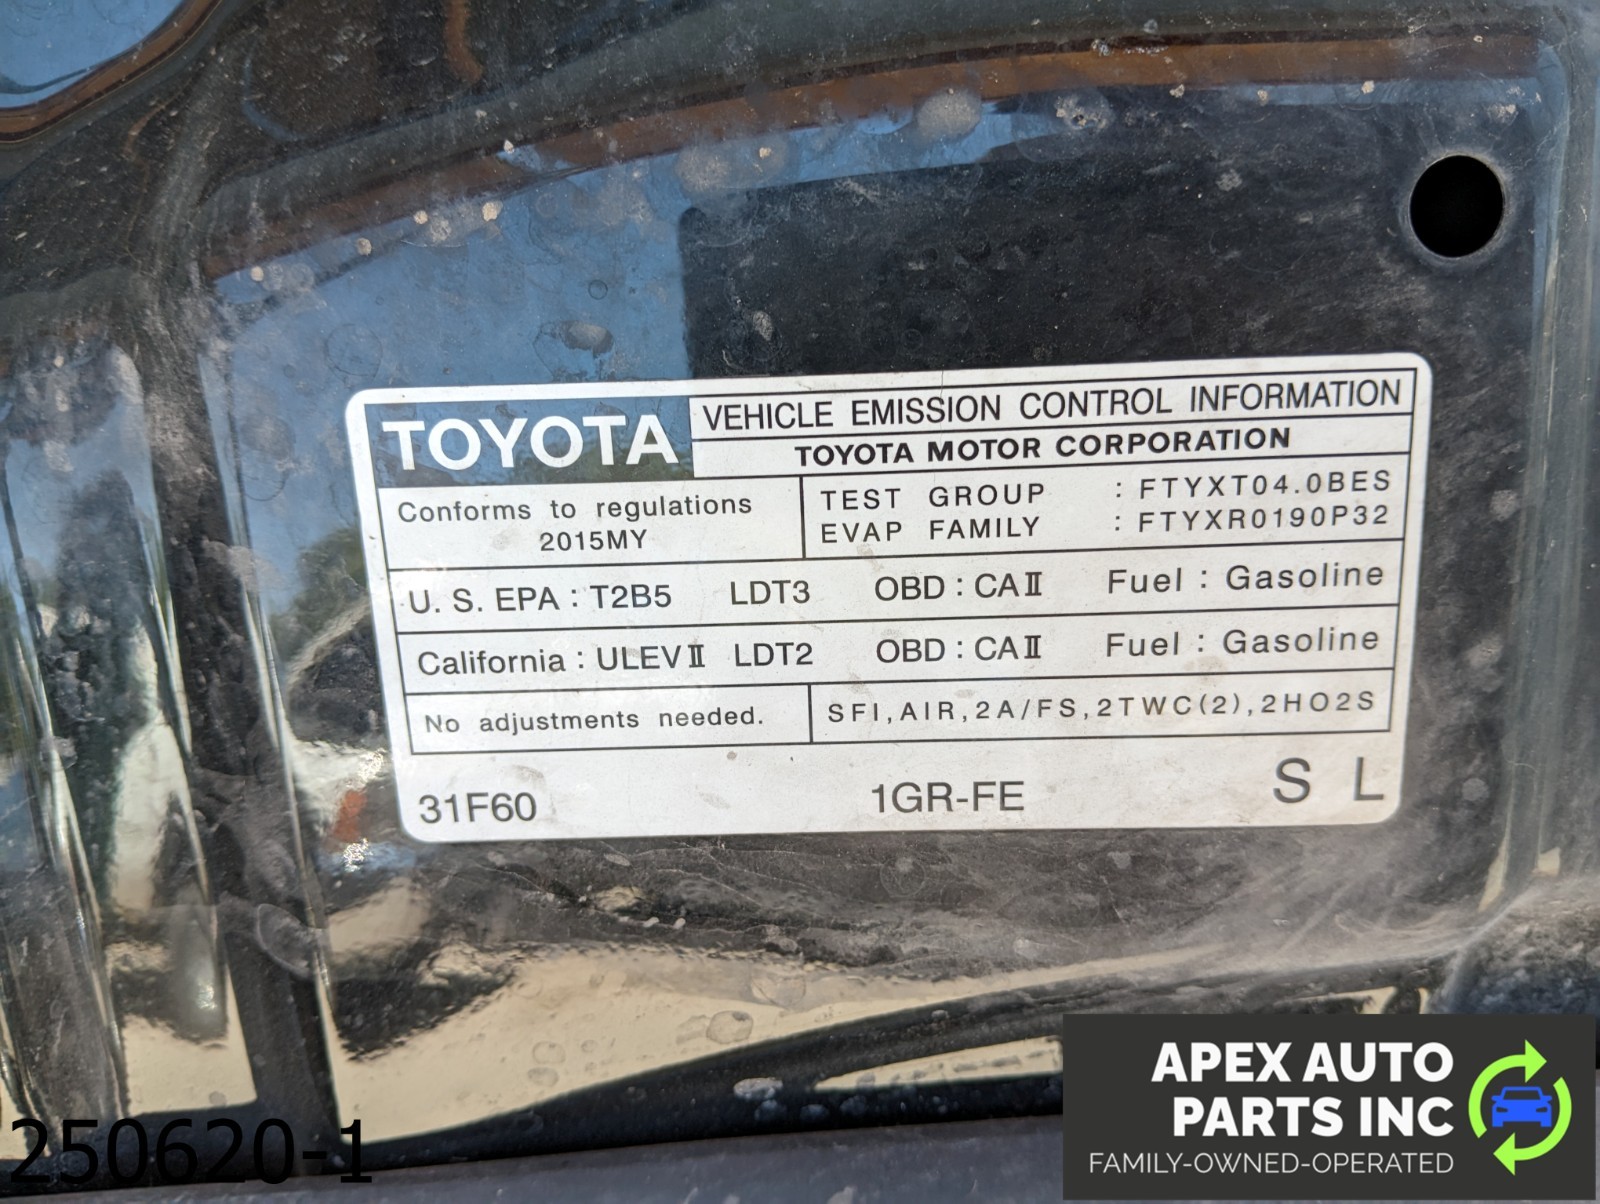 TOYOTA
VEHICLE EMISSION CONTROL INFORMATION
TOYOTA MOTOR CORPORATION
Conforms to regulations
2015MY
TEST GROUP : FTYXT04.0BES
EVAP FAMILY : FTYXR0190P32
U. S. EPA : T2B5 LDT3 OBD : CAⅡ Fuel : Gasoline
California : ULEVⅡ LDT2 OBD : CAⅡ Fuel : Gasoline
No adjustments needed.
SFI, AIR, 2A/FS, 2TWC(2), 2HO2S
31F60 1GR-FE S L
250620-1
APEX AUTO
PARTS INC
FAMILY-OWNED-OPERATED